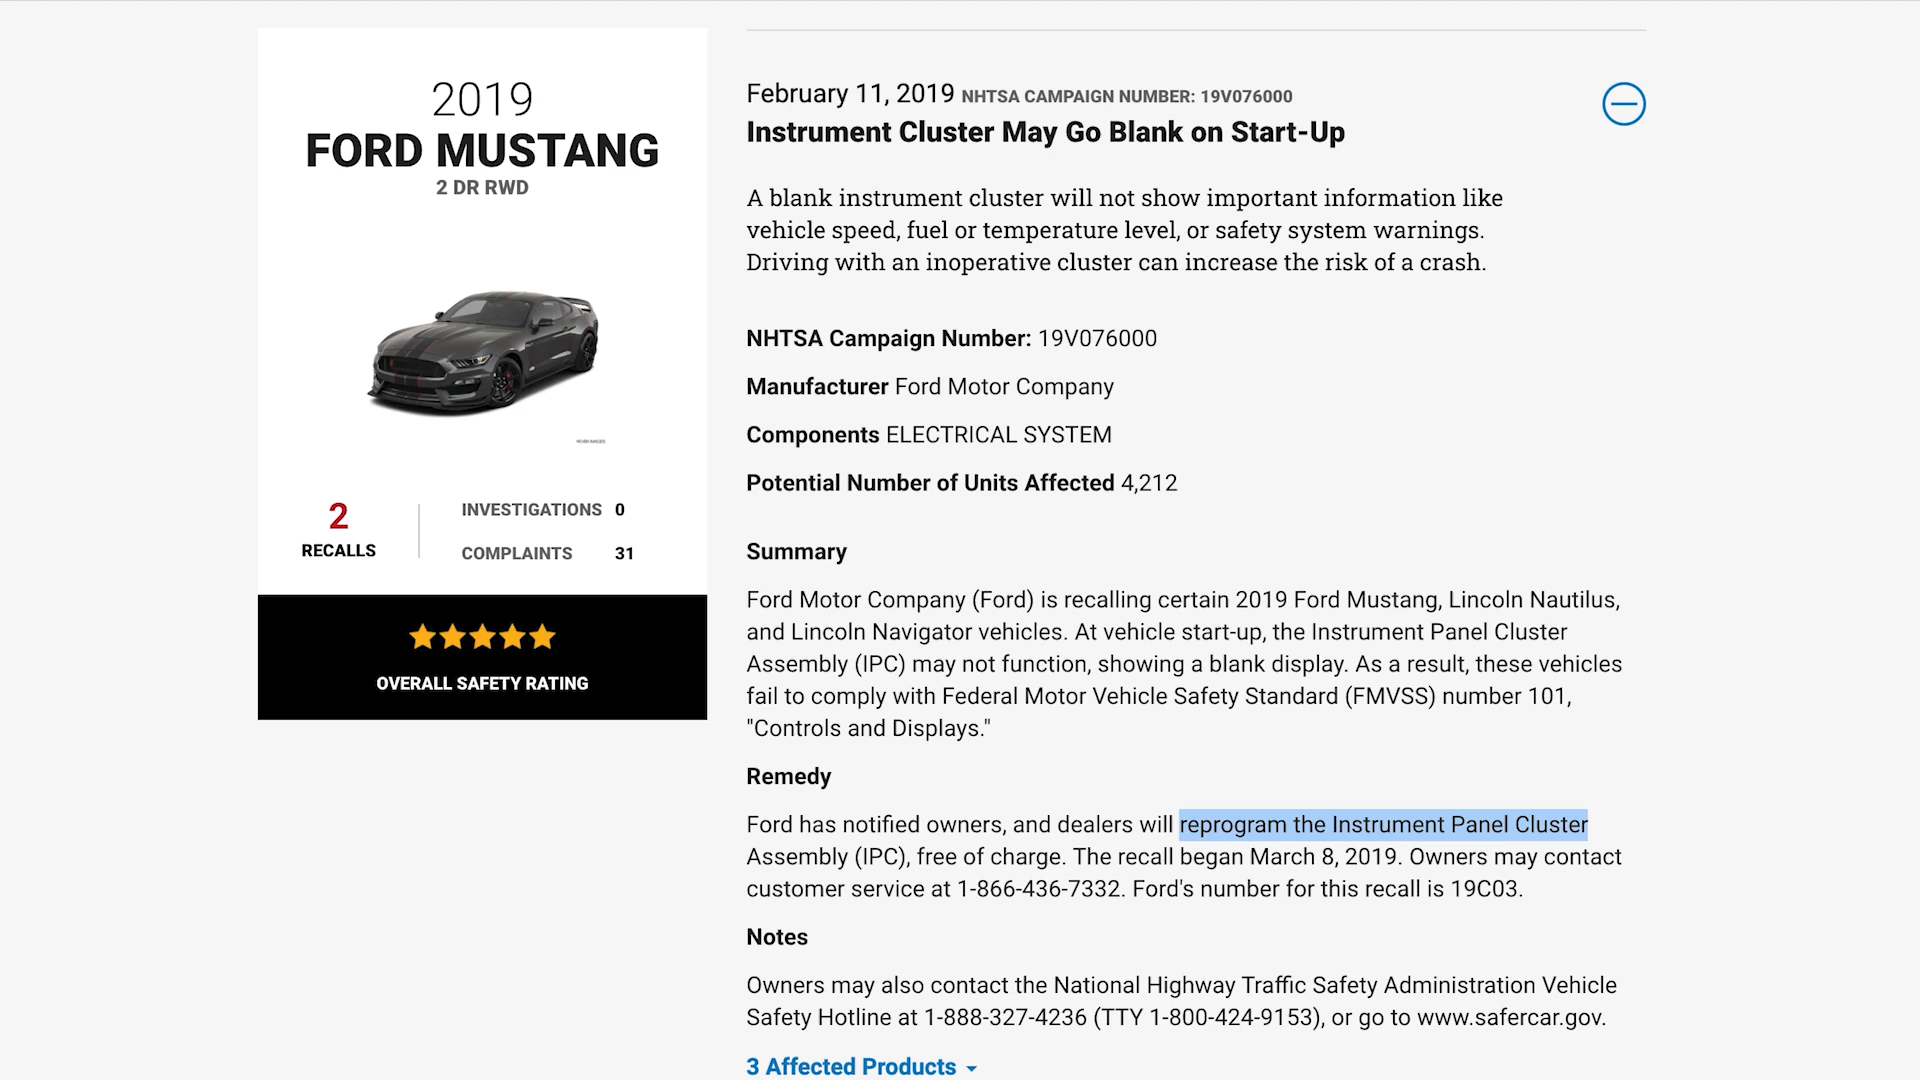 2019
FORD MUSTANG
2 DR RWD
2
RECALLS
INVESTIGATIONS 0
COMPLAINTS 31
OVERALL SAFETY RATING
February 11, 2019 NHTSA CAMPAIGN NUMBER: 19V076000
Instrument Cluster May Go Blank on Start-Up
A blank instrument cluster will not show important information like
vehicle speed, fuel or temperature level, or safety system warnings.
Driving with an inoperative cluster can increase the risk of a crash.
NHTSA Campaign Number: 19V076000
Manufacturer Ford Motor Company
Components ELECTRICAL SYSTEM
Potential Number of Units Affected 4,212
Summary
Ford Motor Company (Ford) is recalling certain 2019 Ford Mustang, Lincoln Nautilus,
and Lincoln Navigator vehicles. At vehicle start-up, the Instrument Panel Cluster
Assembly (IPC) may not function, showing a blank display. As a result, these vehicles
fail to comply with Federal Motor Vehicle Safety Standard (FMVSS) number 101,
"Controls and Displays."
Remedy
Ford has notified owners, and dealers will reprogram the Instrument Panel Cluster
Assembly (IPC), free of charge. The recall began March 8, 2019. Owners may contact
customer service at 1-866-436-7332. Ford's number for this recall is 19C03.
Notes
Owners may also contact the National Highway Traffic Safety Administration Vehicle
Safety Hotline at 1-888-327-4236 (TTY 1-800-424-9153), or go to www.safercar.gov.
3 Affected Products